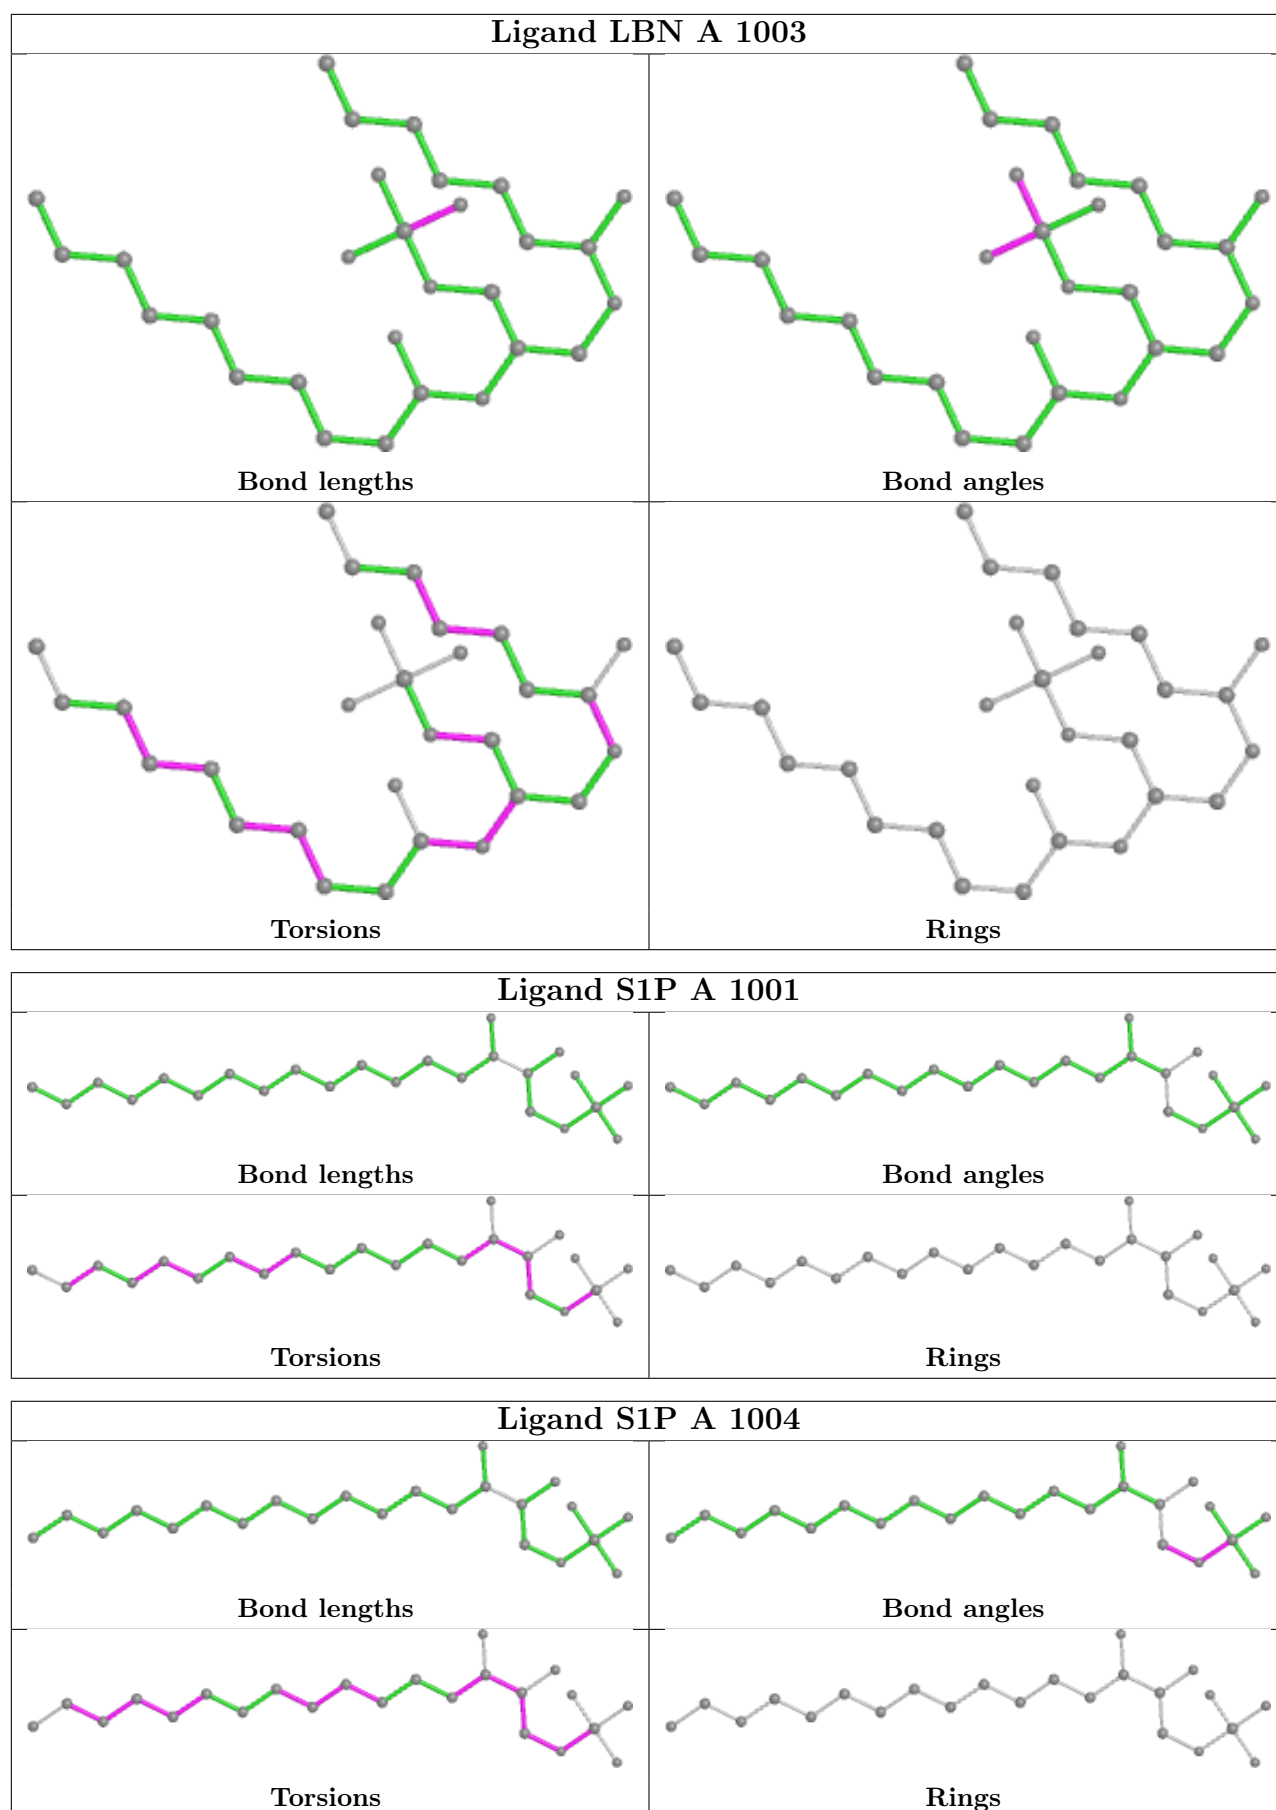 Ligand LBN A 1003
Bond lengths
Bond angles
Torsions
Rings
Ligand S1P A 1001
Bond lengths
Bond angles
Torsions
Rings
Ligand S1P A 1004
Bond lengths
Bond angles
Torsions
Rings